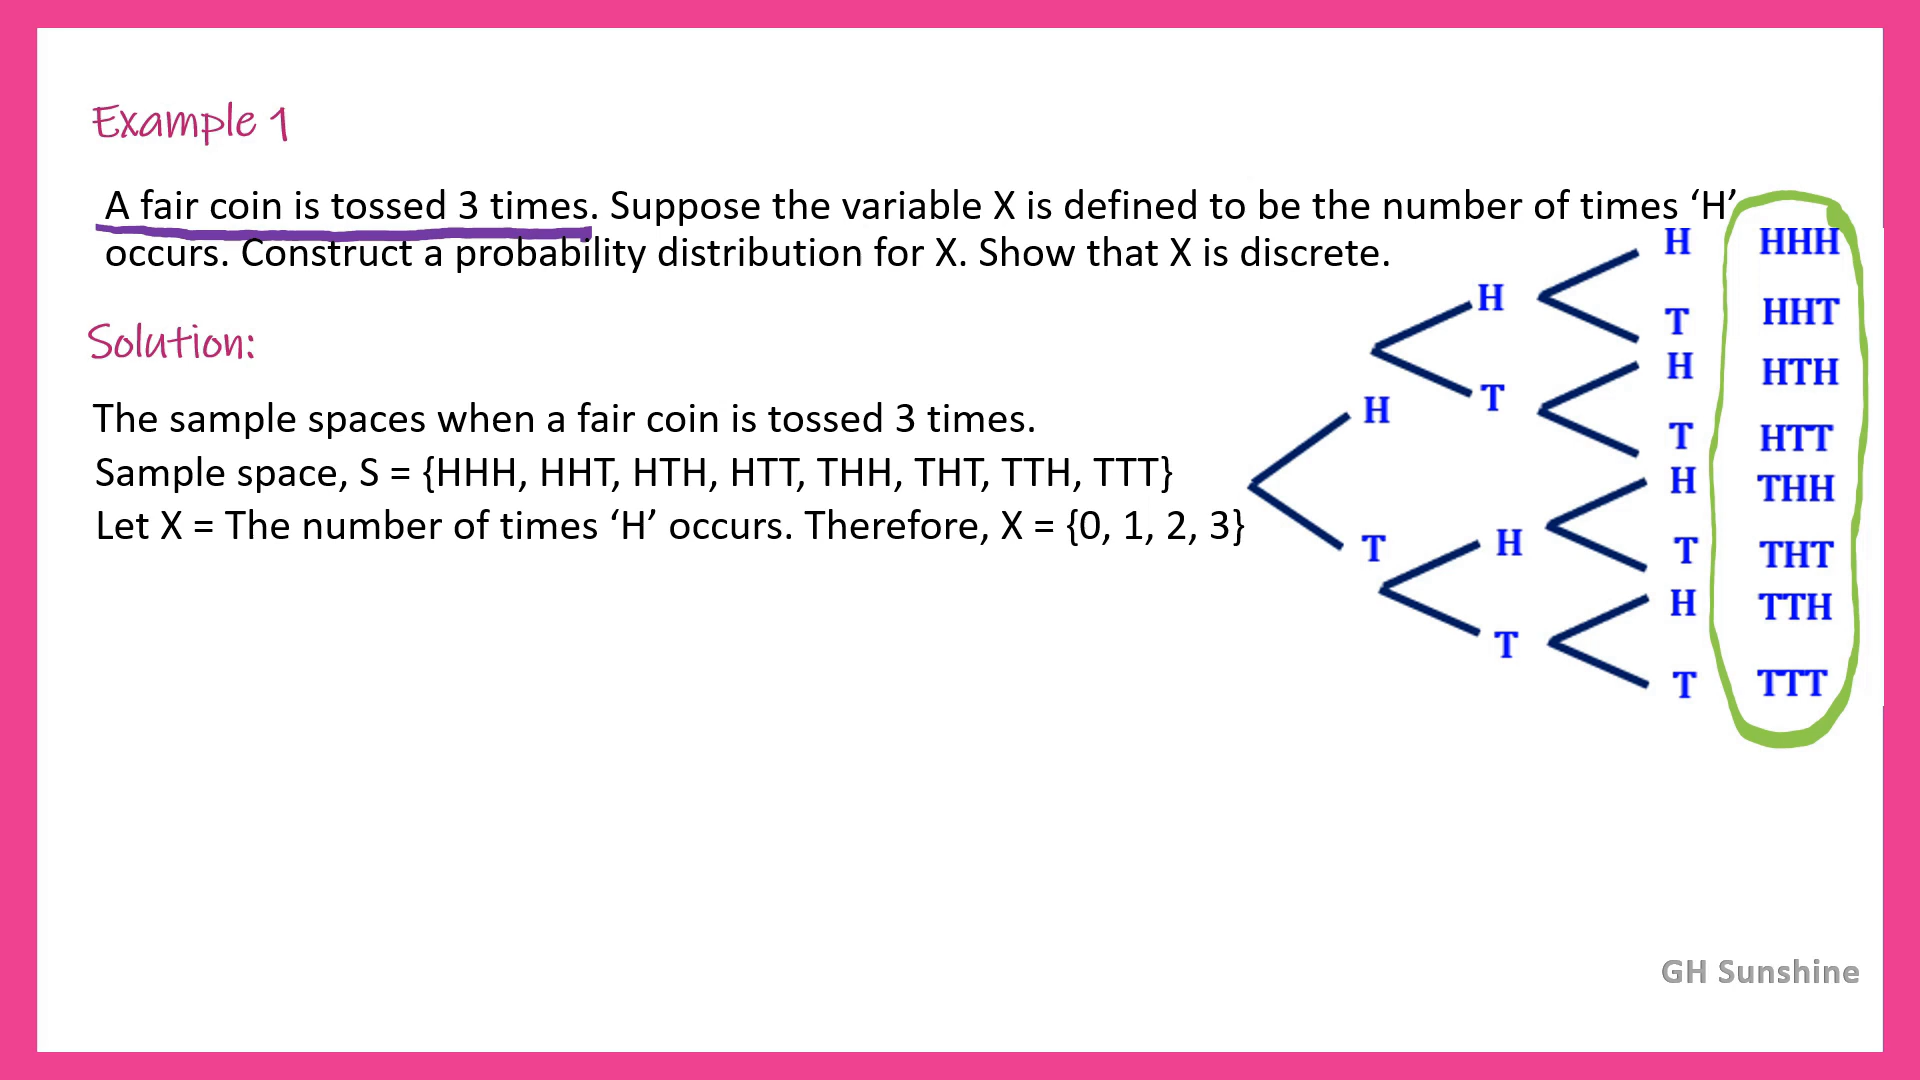 Example 1
A fair coin is tossed 3 times. Suppose the variable X is defined to be the number of times ‘H’
occurs. Construct a probability distribution for X. Show that X is discrete.
Solution:
The sample spaces when a fair coin is tossed 3 times.
Sample space, S = {HHH, HHT, HTH, HTT, THH, THT, TTH, TTT}
Let X = The number of times ‘H’ occurs. Therefore, X = {0, 1, 2, 3}
H HHH
H
T HHT
H HTH
T
H
T HTT
H THH
T
H
T THT
H TTH
T
T TTT
GH Sunshine